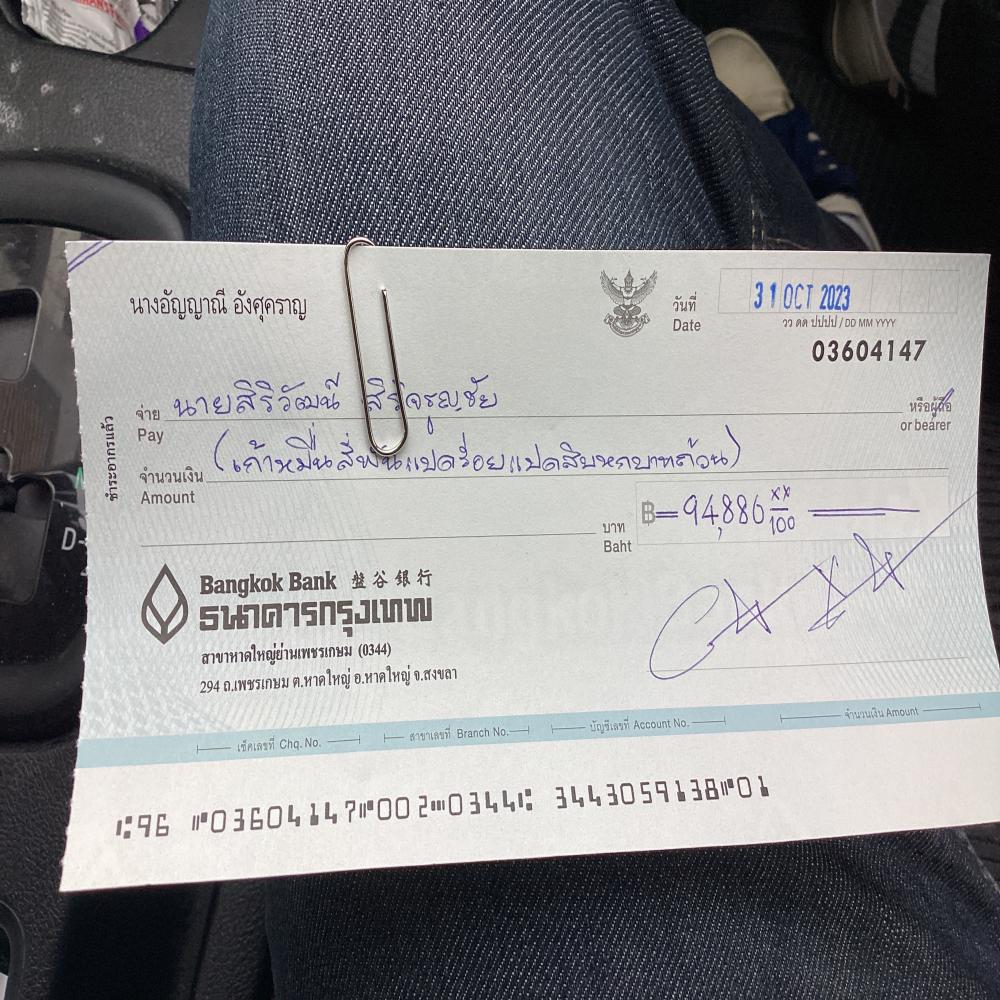 นางอัญญาณี อังศุคราญ
วันที่
Date
31 OCT 2023
วว ดด ปปปป / DD MM YYYY
03604147
ชำระอากรแล้ว
จ่าย นายสิริวัฒน์ สิริจรูญชัย หรือผู้ถือ
Pay or bearer
จำนวนเงิน (เก้าหมื่นสี่พันแปดร้อยแปดสิบหกบาทถ้วน)
Amount
บาท ฿=94,886 xx/100
Baht
Bangkok Bank 盤谷銀行
ธนาคารกรุงเทพ
สาขาหาดใหญ่ย่านเพชรเกษม (0344)
294 ถ.เพชรเกษม ต.หาดใหญ่ อ.หาดใหญ่ จ.สงขลา
เช็คเลขที่ Chq. No. สาขาเลขที่ Branch No. บัญชีเลขที่ Account No. จำนวนเงิน Amount
⑆96 ⑈03604147⑈002⑉0344⑆ 3443059138⑈01
D